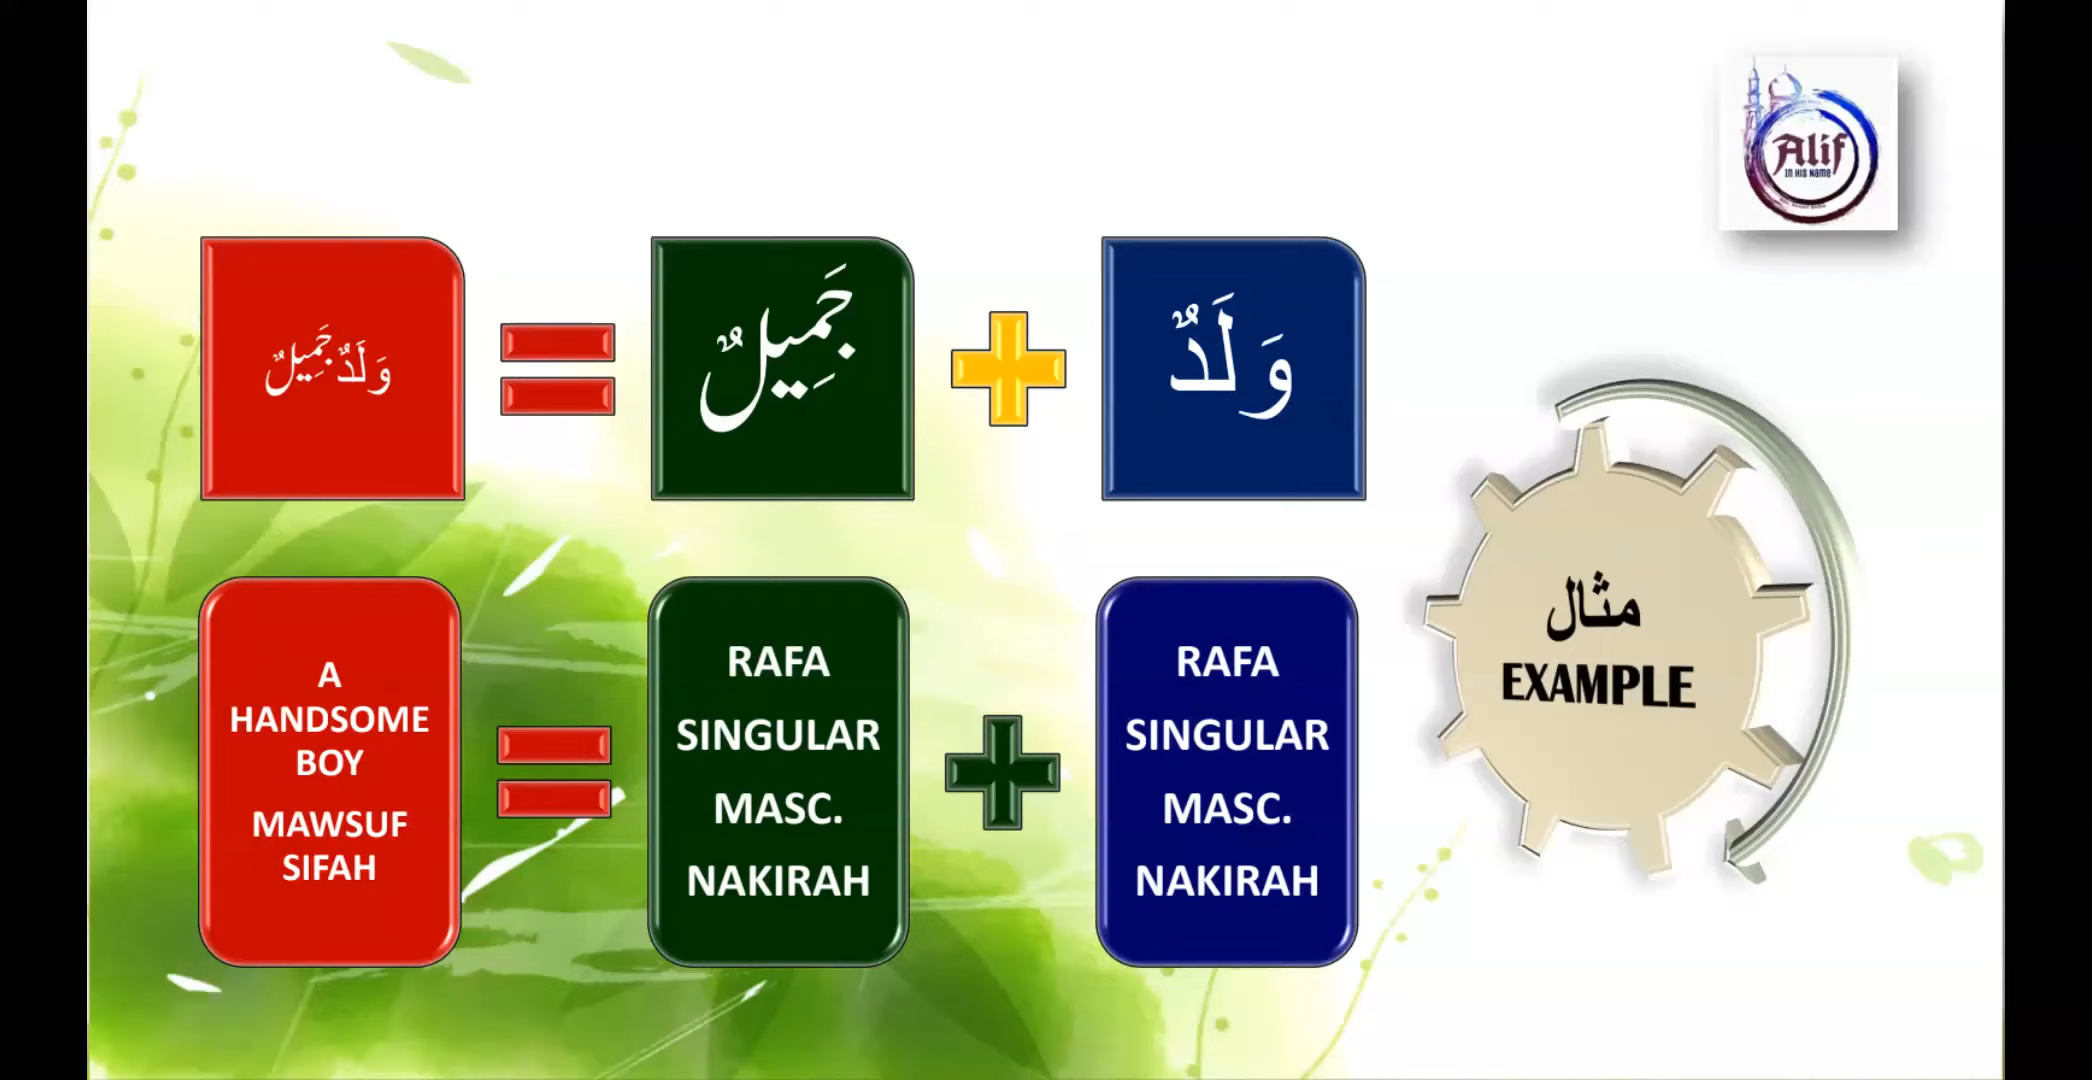 Alif
IN HIS NAME
وَلَدٌ
جَمِيلٌ
وَلَدٌ جَمِيلٌ
مثال
EXAMPLE
RAFA
SINGULAR
MASC.
NAKIRAH
RAFA
SINGULAR
MASC.
NAKIRAH
A
HANDSOME
BOY
MAWSUF
SIFAH